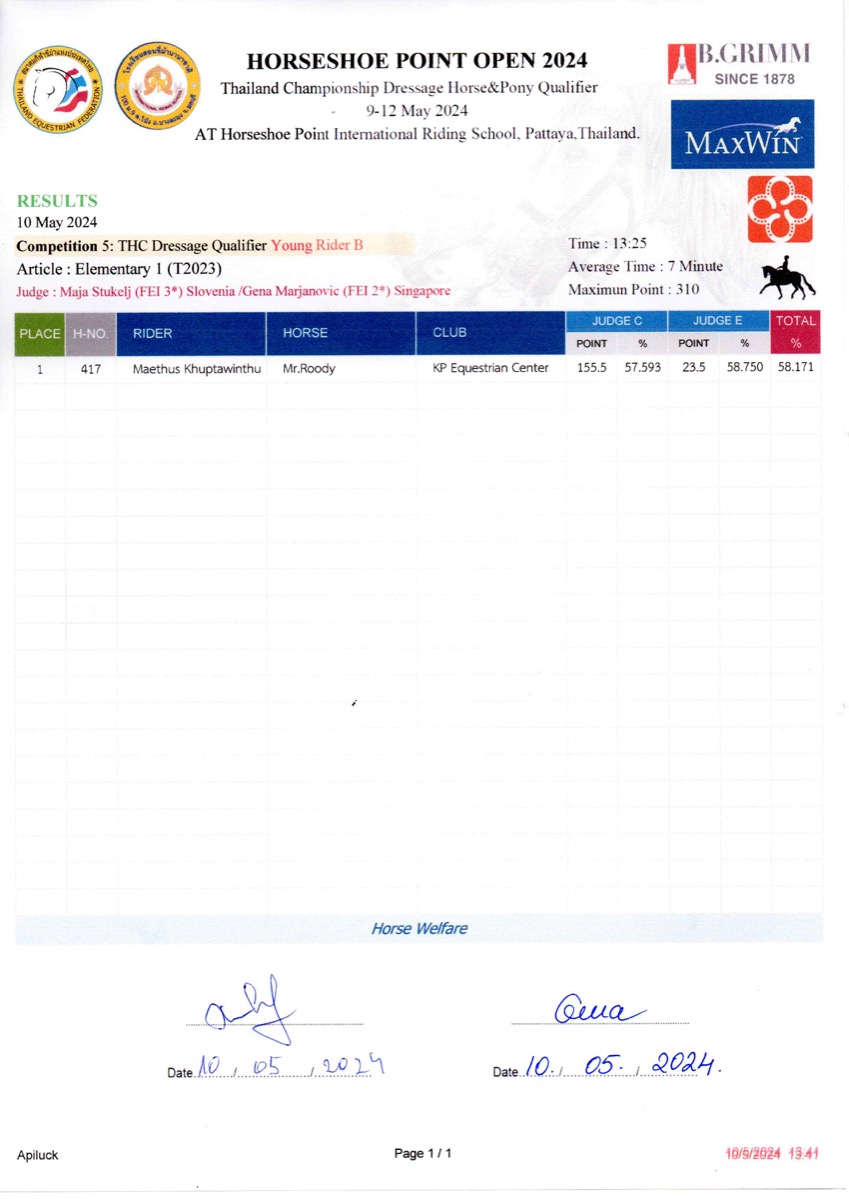 HORSESHOE POINT OPEN 2024
Thailand Championship Dressage Horse&Pony Qualifier
9-12 May 2024
AT Horseshoe Point International Riding School, Pattaya,Thailand.
THAILAND EQUESTRIAN FEDERATION
B.GRIMM
SINCE 1878
MAXWIN
RESULTS
10 May 2024
Competition 5: THC Dressage Qualifier Young Rider B
Time : 13:25
Article : Elementary 1 (T2023)
Average Time : 7 Minute
Judge : Maja Stukelj (FEI 3*) Slovenia /Gena Marjanovic (FEI 2*) Singapore
Maximun Point : 310
PLACE H-NO. RIDER HORSE CLUB JUDGE C JUDGE E TOTAL
POINT % POINT % %
1 417 Maethus Khuptawinthu Mr.Roody KP Equestrian Center 155.5 57.593 23.5 58.750 58.171
Horse Welfare
Gena
Date 10 / 05 / 2024
Date 10. / 05. / 2024.
Apiluck
Page 1 / 1
10/5/2024 13:41